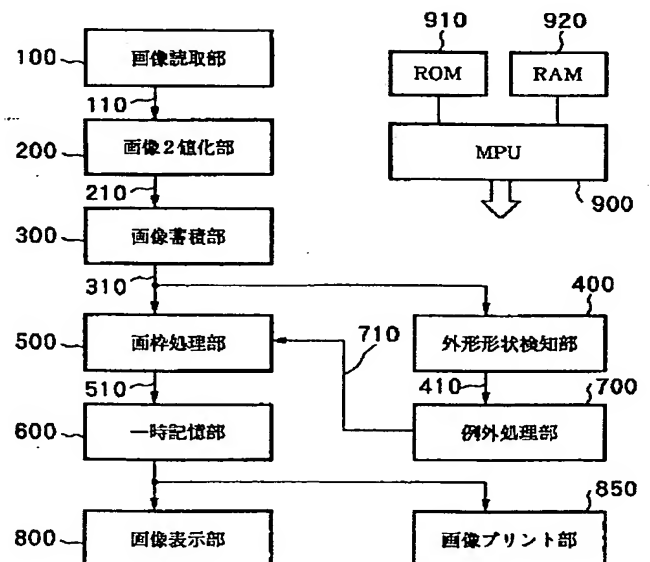 910
920
100
画像読取部
ROM
RAM
110
200
画像2値化部
MPU
210
900
300
画像蓄積部
310
400
500
画枠処理部
710
外形形状検知部
510
410
700
600
一時記憶部
例外処理部
850
800
画像表示部
画像プリント部